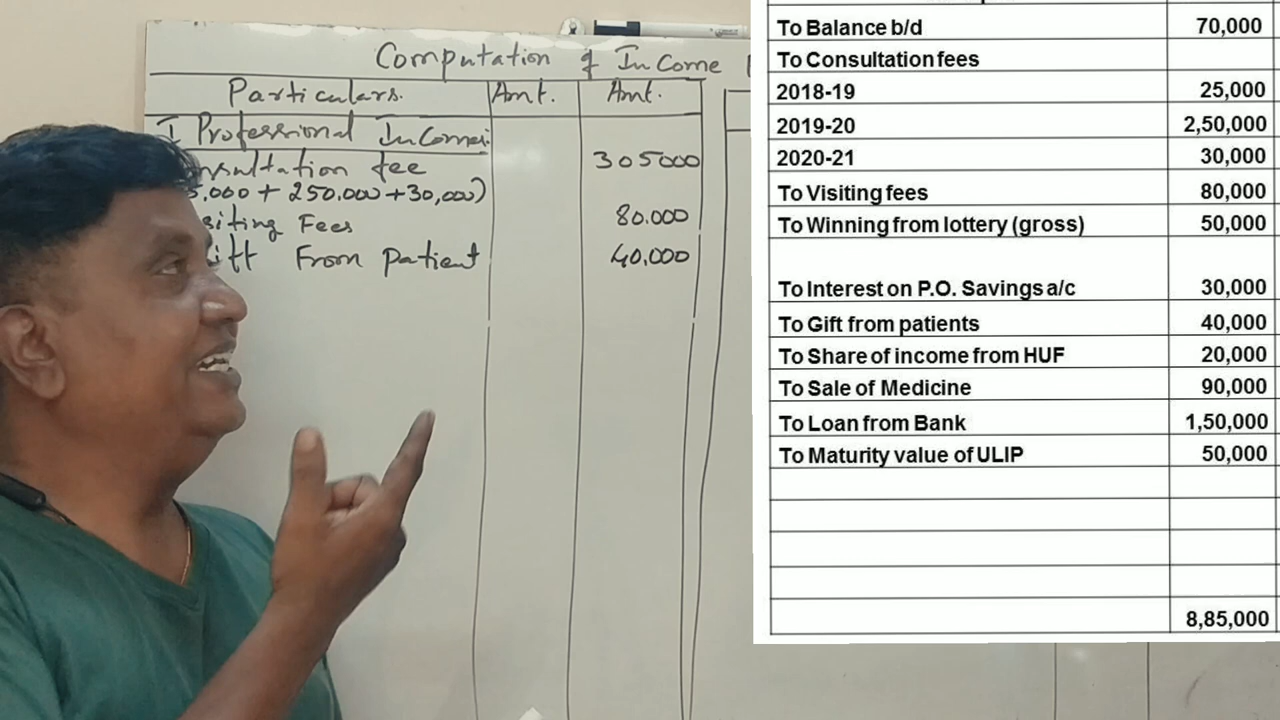 Computation of Income
Particulars. Amt. Amt.
I Professional Incomes:
nsultation fee 305000
5,000 + 250.000 + 30,000)
siting Fees 80.000
ift From patient 40,000
To Balance b/d 70,000
To Consultation fees
2018-19 25,000
2019-20 2,50,000
2020-21 30,000
To Visiting fees 80,000
To Winning from lottery (gross) 50,000
To Interest on P.O. Savings a/c 30,000
To Gift from patients 40,000
To Share of income from HUF 20,000
To Sale of Medicine 90,000
To Loan from Bank 1,50,000
To Maturity value of ULIP 50,000
8,85,000